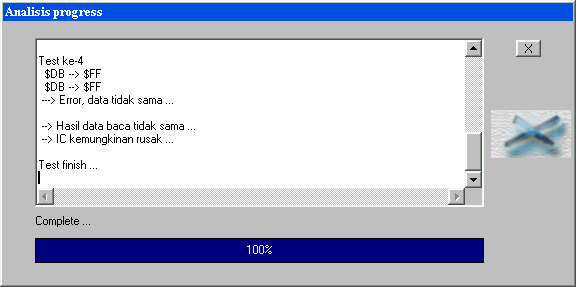 Analisis progress
Test ke-4
$DB --> $FF
$DB --> $FF
---> Error, data tidak sama ...
--> Hasil data baca tidak sama ...
--> IC kemungkinan rusak ...
Test finish ...
X
Complete ...
100%